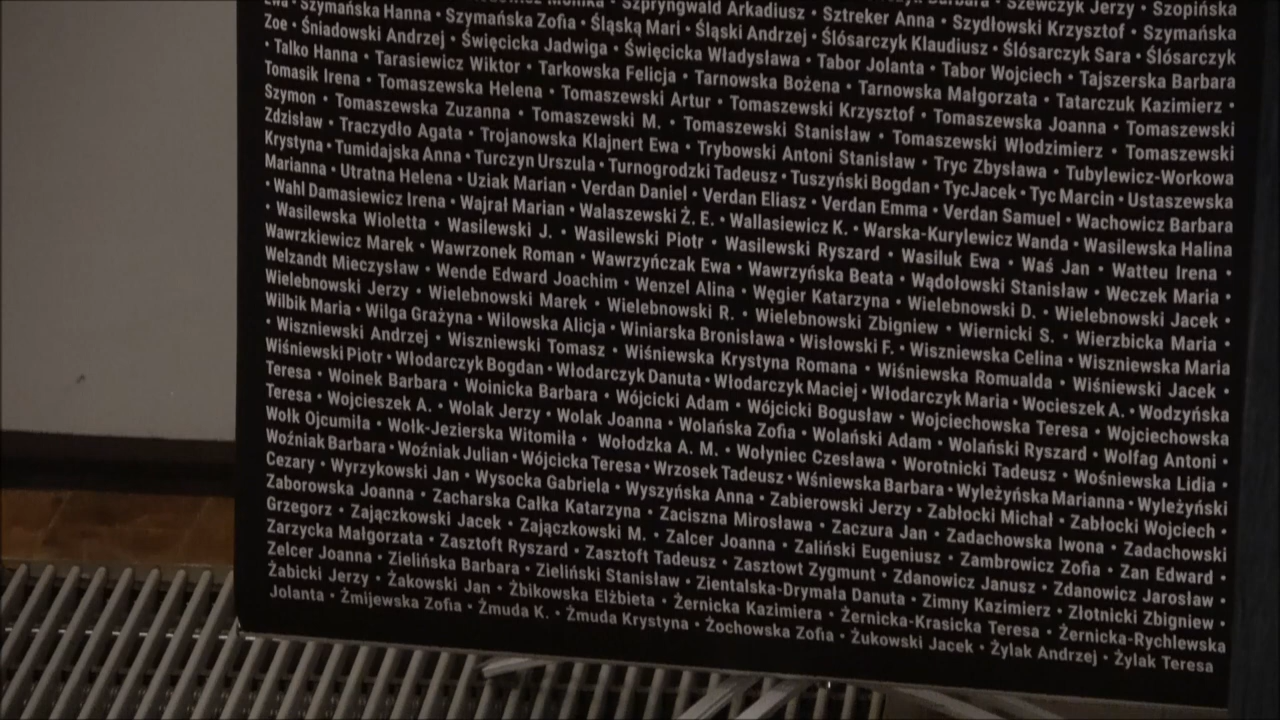 Szpryngwald Arkadiusz • Sztreker Anna • Szydłowski Krzysztof • Szymańska
Szymańska Hanna • Szymańska Zofia • Śląską Mari • Śląski Andrzej • Ślósarczyk Klaudiusz • Ślósarczyk Sara • Ślósarczyk
Zoe • Śniadowski Andrzej • Święcicka Jadwiga • Święcicka Władysława • Tabor Jolanta • Tabor Wojciech • Tajszerska Barbara
• Talko Hanna • Tarasiewicz Wiktor • Tarkowska Felicja • Tarnowska Bożena • Tarnowska Małgorzata • Tatarczuk Kazimierz •
Tomasik Irena • Tomaszewska Helena • Tomaszewski Artur • Tomaszewski Krzysztof • Tomaszewska Joanna • Tomaszewski
Szymon • Tomaszewska Zuzanna • Tomaszewski M. • Tomaszewski Stanisław • Tomaszewski Włodzimierz • Tomaszewski
Zdzisław • Traczydło Agata • Trojanowska Klajnert Ewa • Trybowski Antoni Stanisław • Tryc Zbysława • Tubylewicz-Workowa
Krystyna • Tumidajska Anna • Turczyn Urszula • Turnogrodzki Tadeusz • Tuszyński Bogdan • TycJacek • Tyc Marcin • Ustaszewska
Marianna • Utratna Helena • Uziak Marian • Verdan Daniel • Verdan Eliasz • Verdan Emma • Verdan Samuel • Wachowicz Barbara
• Wahl Damasiewicz Irena • Wajrał Marian • Walaszewski Ż. E. • Wallasiewicz K. • Warska-Kurylewicz Wanda • Wasilewska Halina
• Wasilewska Wioletta • Wasilewski J. • Wasilewski Piotr • Wasilewski Ryszard • Wasiluk Ewa • Waś Jan • Watteu Irena •
Wawrzkiewicz Marek • Wawrzonek Roman • Wawrzyńczak Ewa • Wawrzyńska Beata • Wądołowski Stanisław • Weczek Maria •
Welzandt Mieczysław • Wende Edward Joachim • Wenzel Alina • Węgier Katarzyna • Wielebnowski D. • Wielebnowski Jacek •
Wielebnowski Jerzy • Wielebnowski Marek • Wielebnowski R. • Wielebnowski Zbigniew • Wiernicki S. • Wierzbicka Maria •
Wilbik Maria • Wilga Grażyna • Wilowska Alicja • Winiarska Bronisława • Wisłowski F. • Wiszniewska Celina • Wiszniewska Maria
• Wiszniewski Andrzej • Wiszniewski Tomasz • Wiśniewska Krystyna Romana • Wiśniewska Romualda • Wiśniewski Jacek •
Wiśniewski Piotr • Włodarczyk Bogdan • Włodarczyk Danuta • Włodarczyk Maciej • Włodarczyk Maria • Wocieszek A. • Wodzyńska
Teresa • Woinek Barbara • Woinicka Barbara • Wójcicki Adam • Wójcicki Bogusław • Wojciechowska Teresa • Wojciechowska
Teresa • Wojcieszek A. • Wolak Jerzy • Wolak Joanna • Wolańska Zofia • Wolański Adam • Wolański Ryszard • Wolfag Antoni •
Wołk Ojcumiła • Wołk-Jezierska Witomiła • Wołodzka A. M. • Wołyniec Czesława • Worotnicki Tadeusz • Wośniewska Lidia •
Woźniak Barbara • Woźniak Julian • Wójcicka Teresa • Wrzosek Tadeusz • Wśniewska Barbara • Wyleżyńska Marianna • Wyleżyński
Cezary • Wyrzykowski Jan • Wysocka Gabriela • Wyszyńska Anna • Zabierowski Jerzy • Zabłocki Michał • Zabłocki Wojciech •
Zaborowska Joanna • Zacharska Całka Katarzyna • Zaciszna Mirosława • Zaczura Jan • Zadachowska Iwona • Zadachowski
Grzegorz • Zajączkowski Jacek • Zajączkowski M. • Zalcer Joanna • Zaliński Eugeniusz • Zambrowicz Zofia • Zan Edward •
Zarzycka Małgorzata • Zasztoft Ryszard • Zasztoft Tadeusz • Zasztowt Zygmunt • Zdanowicz Janusz • Zdanowicz Jarosław •
Zelcer Joanna • Zielińska Barbara • Zieliński Stanisław • Zientalska-Drymała Danuta • Zimny Kazimierz • Złotnicki Zbigniew •
Żabicki Jerzy • Żakowski Jan • Żbikowska Elżbieta • Żernicka Kazimiera • Żernicka-Krasicka Teresa • Żernicka-Rychlewska
Jolanta • Żmijewska Zofia • Żmuda K. • Żmuda Krystyna • Żochowska Zofia • Żukowski Jacek • Żylak Andrzej • Żylak Teresa